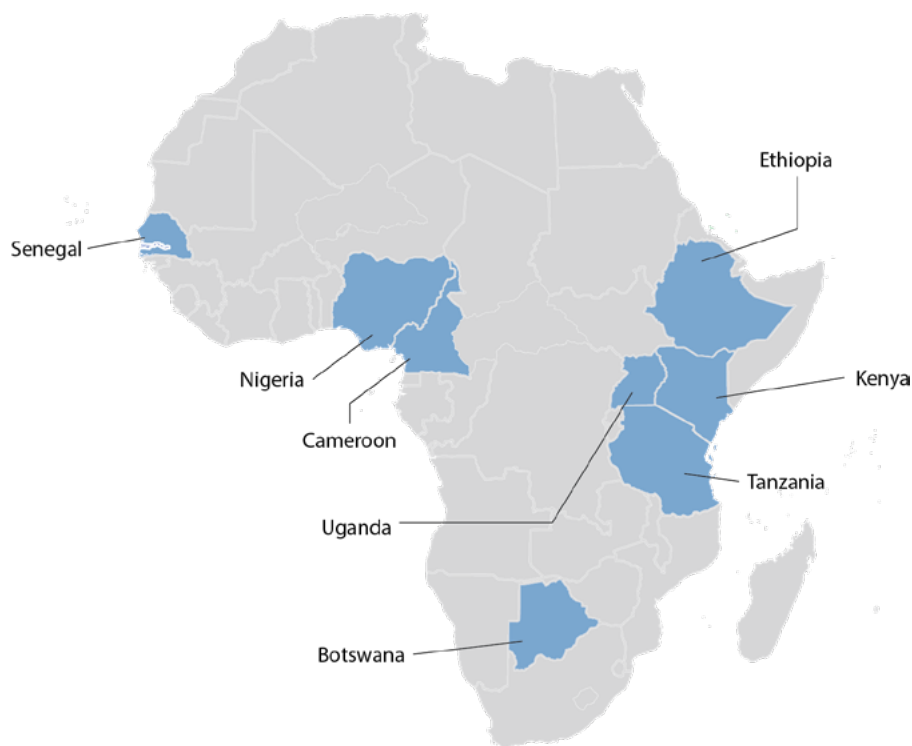 Ethiopia
Senegal
Nigeria
Kenya
Cameroon
Tanzania
Uganda
Botswana